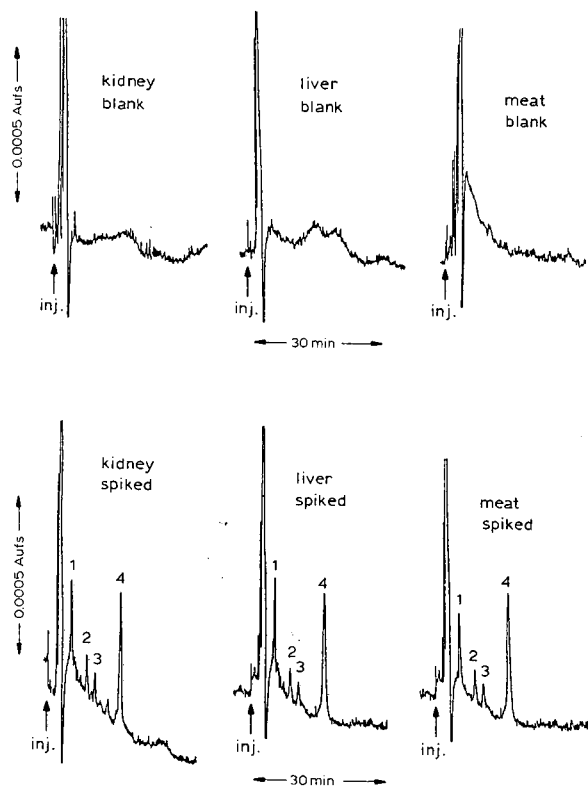 0.0005 Aufs
kidney
blank
liver
blank
meat
blank
inj.
inj.
inj.
30 min
0.0005 Aufs
kidney
spiked
liver
spiked
meat
spiked
1
2
3
4
1
2
3
4
1
2
3
4
inj.
inj.
inj.
30 min